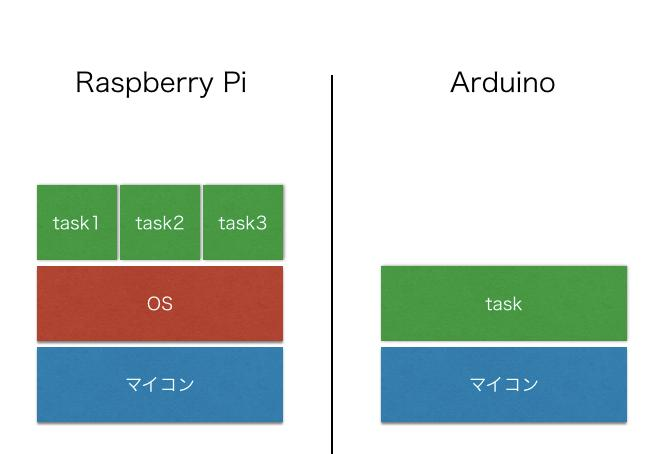 Raspberry Pi
Arduino
task1 task2 task3
OS
task
マイコン
マイコン